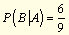 P(B|A) = 6/9